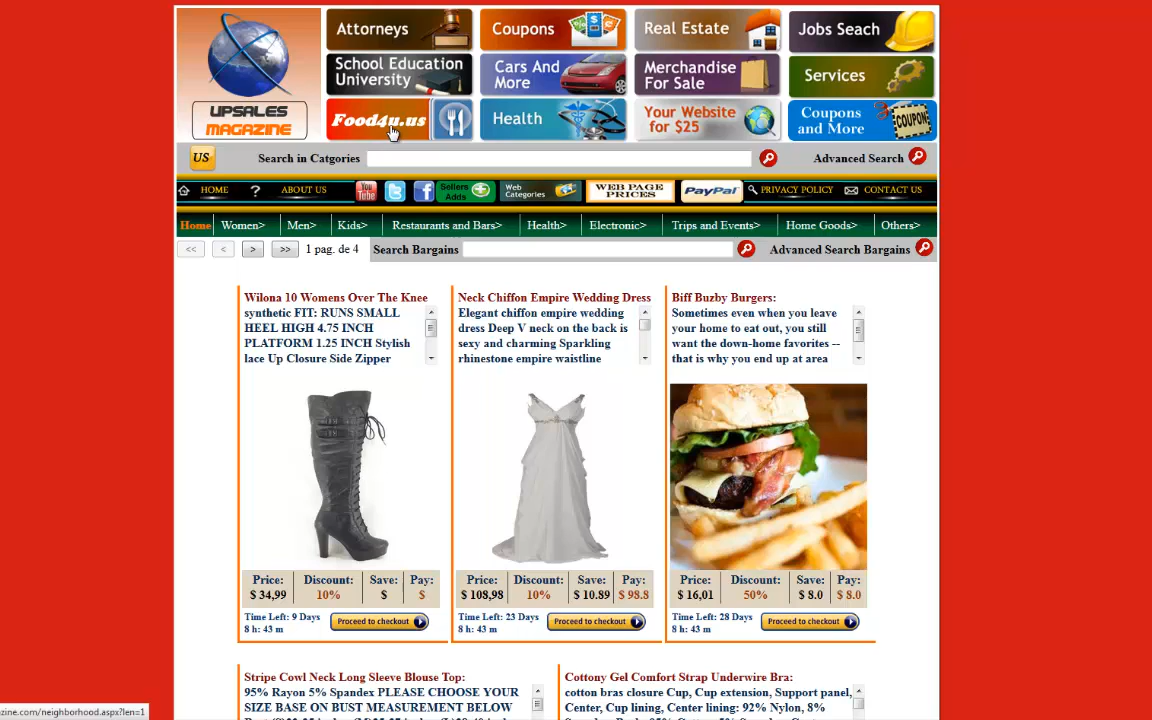 Attorneys
Coupons
Real Estate
Jobs Seach
School Education
University
Cars And
More
Merchandise
For Sale
Services
UPSALES
MAGAZINE
Food4u.us
Health
Your Website
for $25
Coupons
and More
COUPON
US
Search in Catgories
Advanced Search
HOME
?
ABOUT US
You
Tube
Sellers
Adds
Web
Categories
WEB PAGE
PRICES
PayPal
PRIVACY POLICY
CONTACT US
Home
Women>
Men>
Kids>
Restaurants and Bars>
Health>
Electronic>
Trips and Events>
Home Goods>
Others>
<<
<
>
>>
1 pag. de 4
Search Bargains
Advanced Search Bargains
Wilona 10 Womens Over The Knee
synthetic FIT: RUNS SMALL
HEEL HIGH 4.75 INCH
PLATFORM 1.25 INCH Stylish
lace Up Closure Side Zipper
Price:
Discount:
Save:
Pay:
$ 34,99
10%
$
$
Time Left: 9 Days
8 h: 43 m
Proceed to checkout
Neck Chiffon Empire Wedding Dress
Elegant chiffon empire wedding
dress Deep V neck on the back is
sexy and charming Sparkling
rhinestone empire waistline
Price:
Discount:
Save:
Pay:
$ 108,98
10%
$ 10.89
$ 98.8
Time Left: 23 Days
8 h: 43 m
Proceed to checkout
Biff Buzby Burgers:
Sometimes even when you leave
your home to eat out, you still
want the down-home favorites --
that is why you end up at area
Price:
Discount:
Save:
Pay:
$ 16,01
50%
$ 8.0
$ 8.0
Time Left: 28 Days
8 h: 43 m
Proceed to checkout
Stripe Cowl Neck Long Sleeve Blouse Top:
95% Rayon 5% Spandex PLEASE CHOOSE YOUR
SIZE BASE ON BUST MEASUREMENT BELOW
Cottony Gel Comfort Strap Underwire Bra:
cotton bras closure Cup, Cup extension, Support panel,
Center, Cup lining, Center lining: 92% Nylon, 8%
zine.com/neighborhood.aspx?len=1